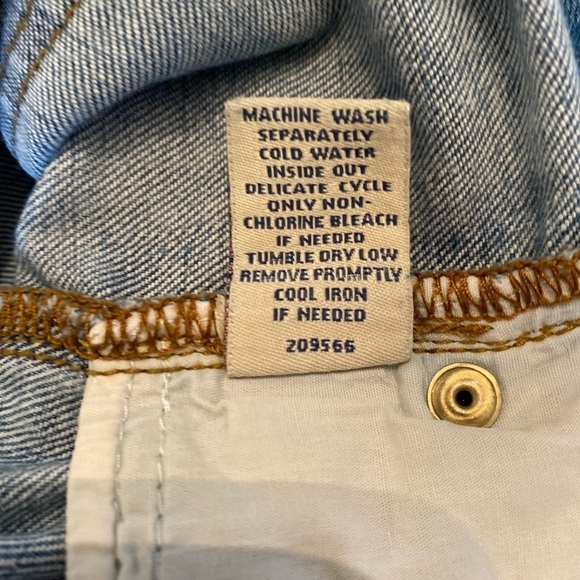 MACHINE WASH
SEPARATELY
COLD WATER
INSIDE OUT
DELICATE CYCLE
ONLY NON-
CHLORINE BLEACH
IF NEEDED
TUMBLE DRY LOW
REMOVE PROMPTLY
COOL IRON
IF NEEDED
209566